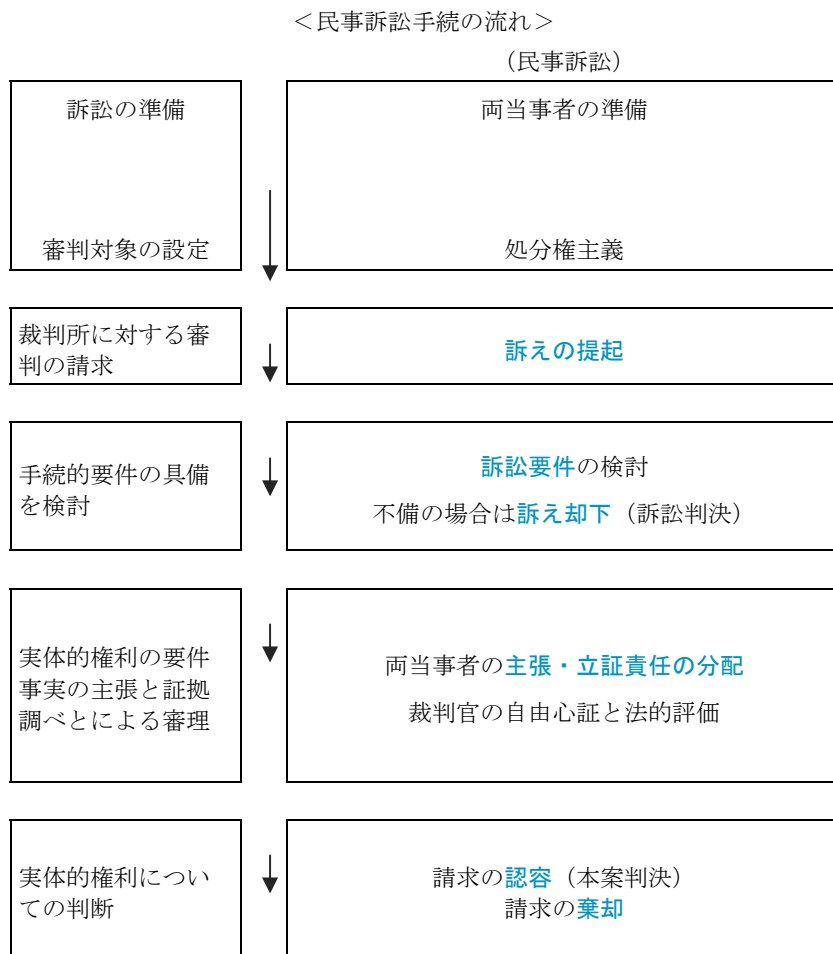 ＜民事訴訟手続の流れ＞
（民事訴訟）
訴訟の準備
両当事者の準備
審判対象の設定
処分権主義
裁判所に対する審
判の請求
訴えの提起
手続的要件の具備
を検討
訴訟要件の検討
不備の場合は訴え却下（訴訟判決）
実体的権利の要件
事実の主張と証拠
調べとによる審理
両当事者の主張・立証責任の分配
裁判官の自由心証と法的評価
実体的権利につい
ての判断
請求の認容（本案判決）
請求の棄却